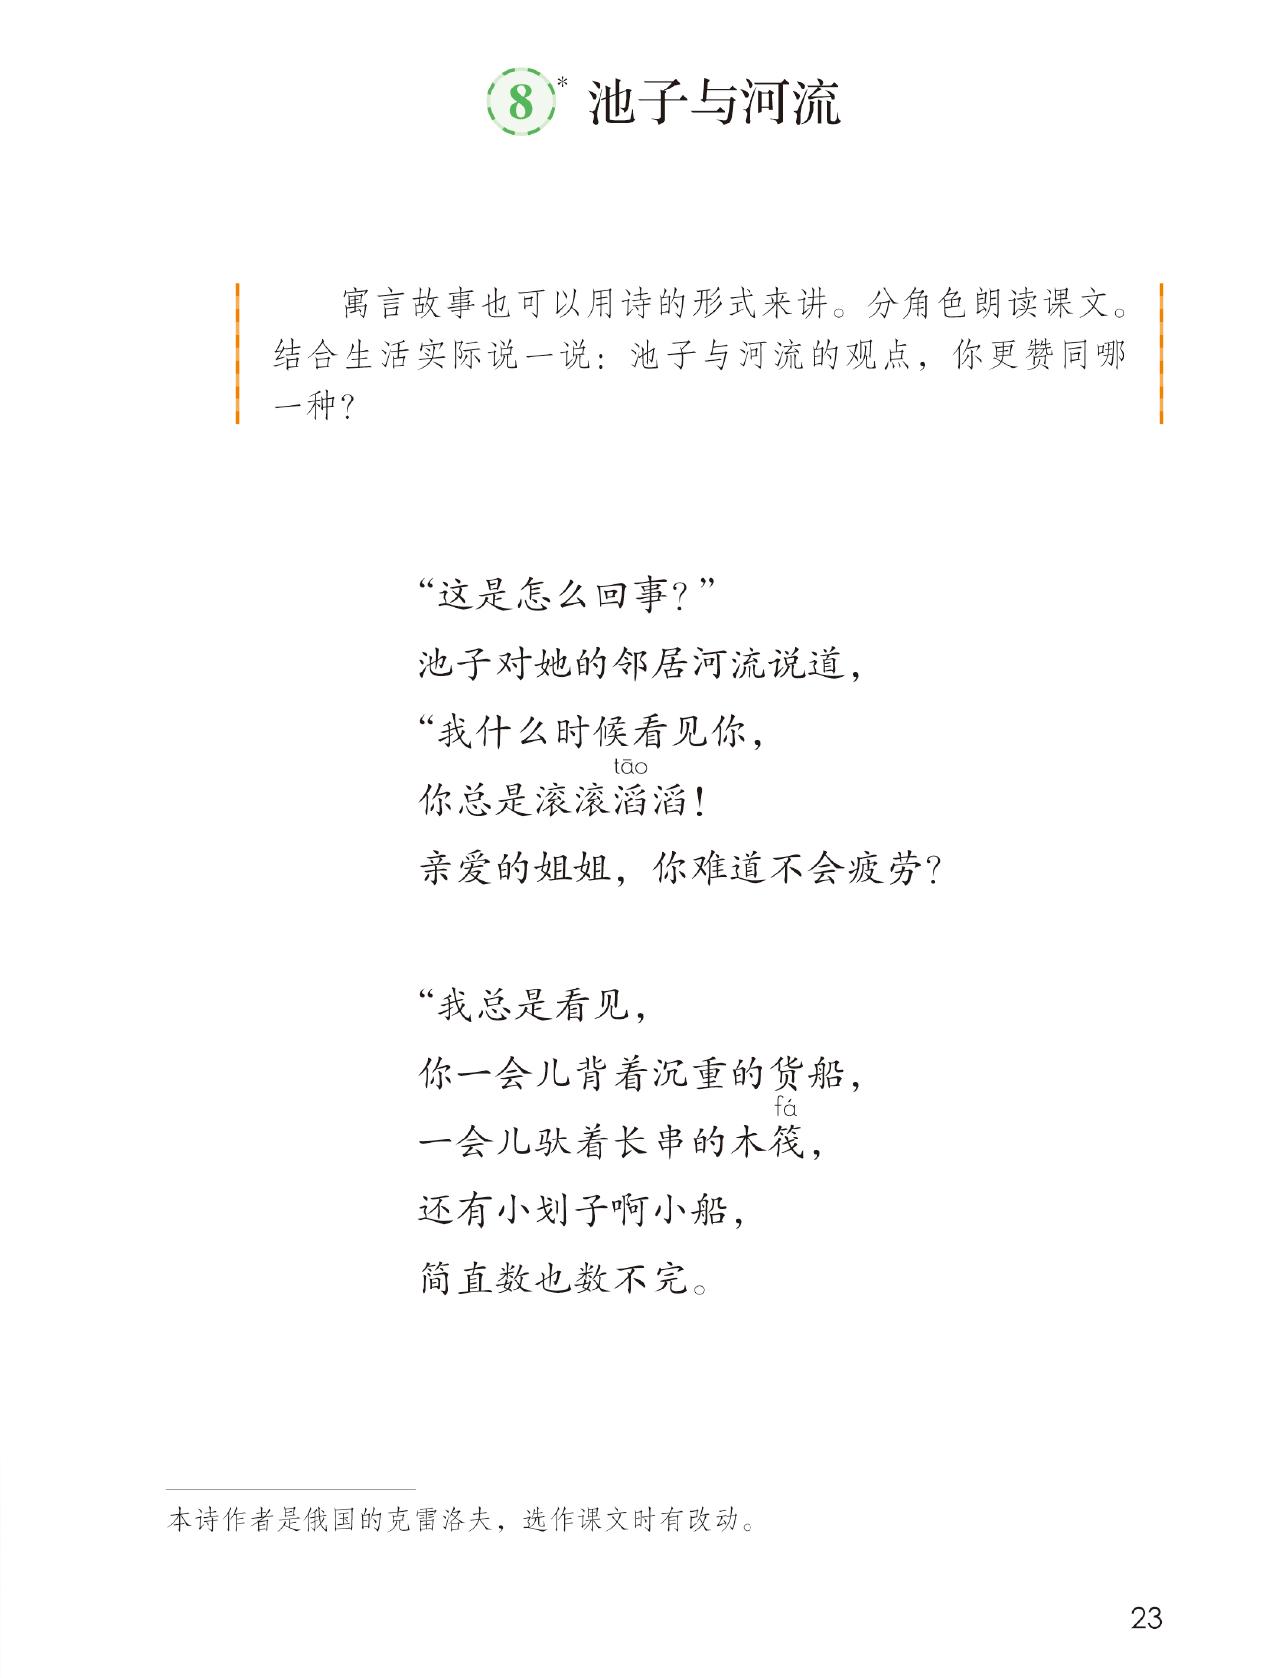 8* 池子与河流
寓言故事也可以用诗的形式来讲。分角色朗读课文。
结合生活实际说一说：池子与河流的观点，你更赞同哪
一种？
“这是怎么回事？”
池子对她的邻居河流说道，
“我什么时候看见你，
tāo
你总是滚滚滔滔！
亲爱的姐姐，你难道不会疲劳？
“我总是看见，
你一会儿背着沉重的货船，
fá
一会儿驮着长串的木筏，
还有小划子啊小船，
简直数也数不完。
本诗作者是俄国的克雷洛夫，选作课文时有改动。
23